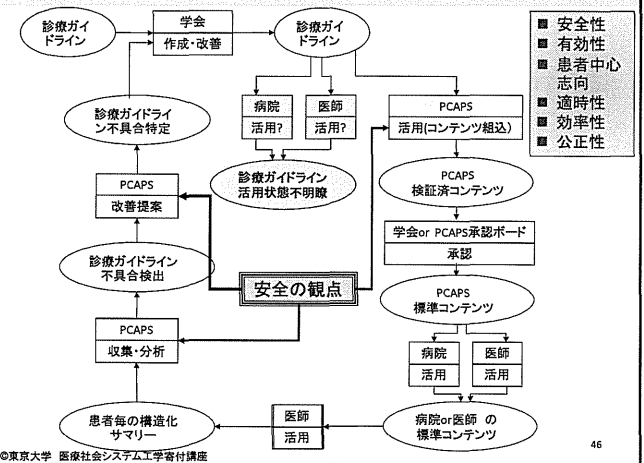 診療ガイ
ドライン
学会
作成・改善
診療ガイ
ドライン
■ 安全性
■ 有効性
■ 患者中心
志向
■ 適時性
■ 効率性
■ 公正性
診療ガイドライ
ン不具合特定
病院
活用?
医師
活用?
PCAPS
活用(コンテンツ組込)
診療ガイドライン
活用状態不明瞭
PCAPS
検証済コンテンツ
PCAPS
改善提案
学会or PCAPS承認ボード
承認
診療ガイドライン
不具合検出
安全の観点
PCAPS
標準コンテンツ
PCAPS
収集・分析
病院
活用
医師
活用
患者毎の構造化
サマリー
医師
活用
病院or医師 の
標準コンテンツ
46
©東京大学 医療社会システム工学寄付講座